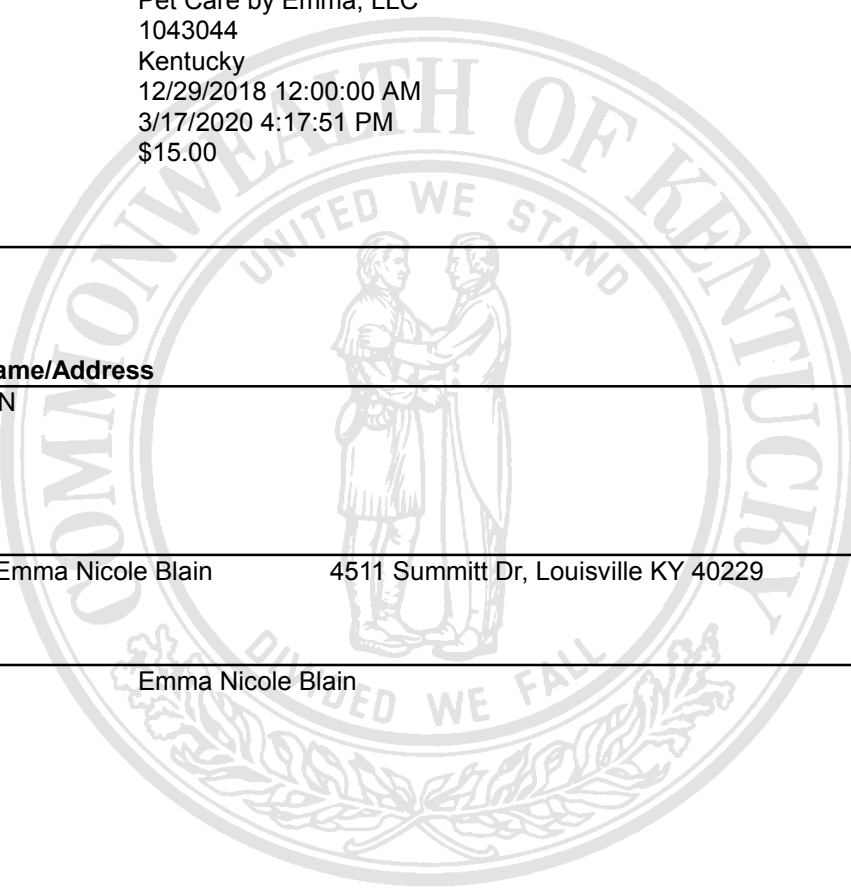 Pet Care by Emma, LLC
1043044
Kentucky
12/29/2018 12:00:00 AM
3/17/2020 4:17:51 PM
$15.00
COMMONWEALTH OF KENTUCKY
UNITED WE STAND
ame/Address
N
Emma Nicole Blain 4511 Summitt Dr, Louisville KY 40229
Emma Nicole Blain
DIVIDED WE FALL